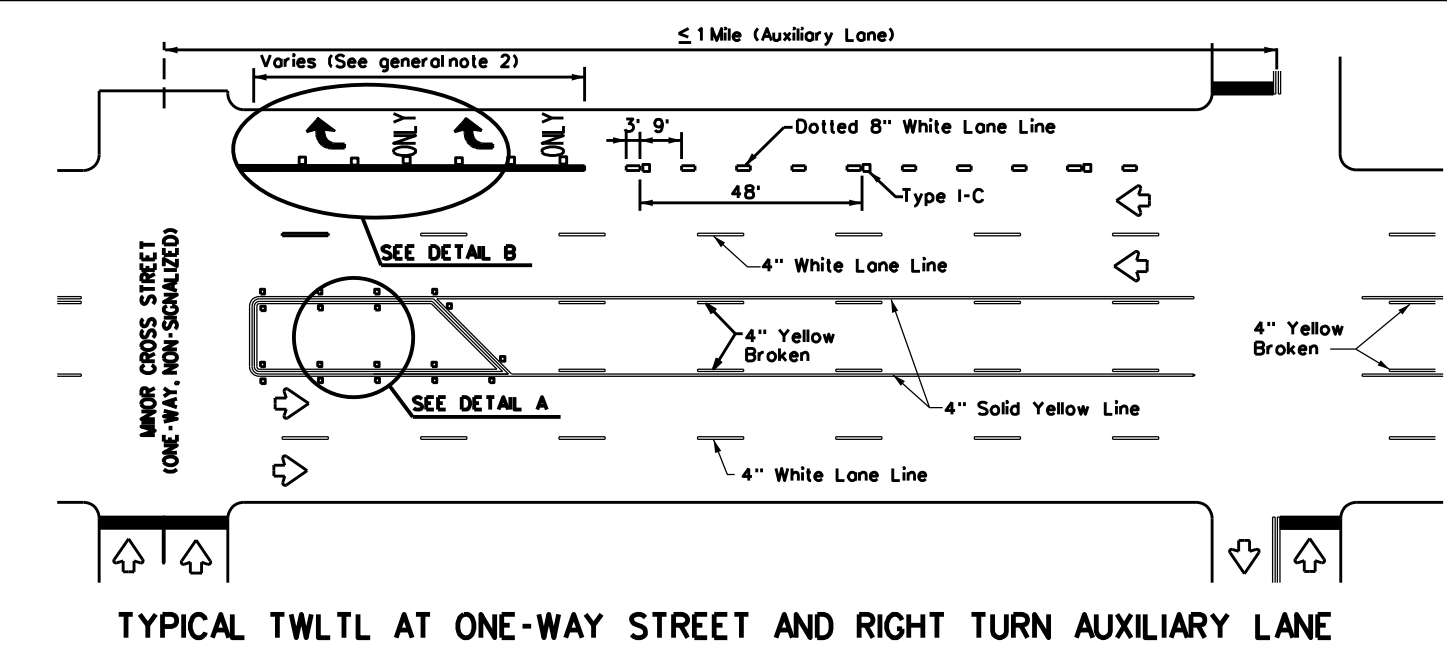 ≤ 1 Mile (Auxiliary Lane)
Varies (See general note 2)
ONLY
ONLY
3' 9'
Dotted 8" White Lane Line
48'
Type I-C
SEE DETAIL B
4" White Lane Line
MINOR CROSS STREET
(ONE-WAY, NON-SIGNALIZED)
4" Yellow
Broken
4" Yellow
Broken
SEE DETAIL A
4" Solid Yellow Line
4" White Lane Line
TYPICAL TWLTL AT ONE-WAY STREET AND RIGHT TURN AUXILIARY LANE